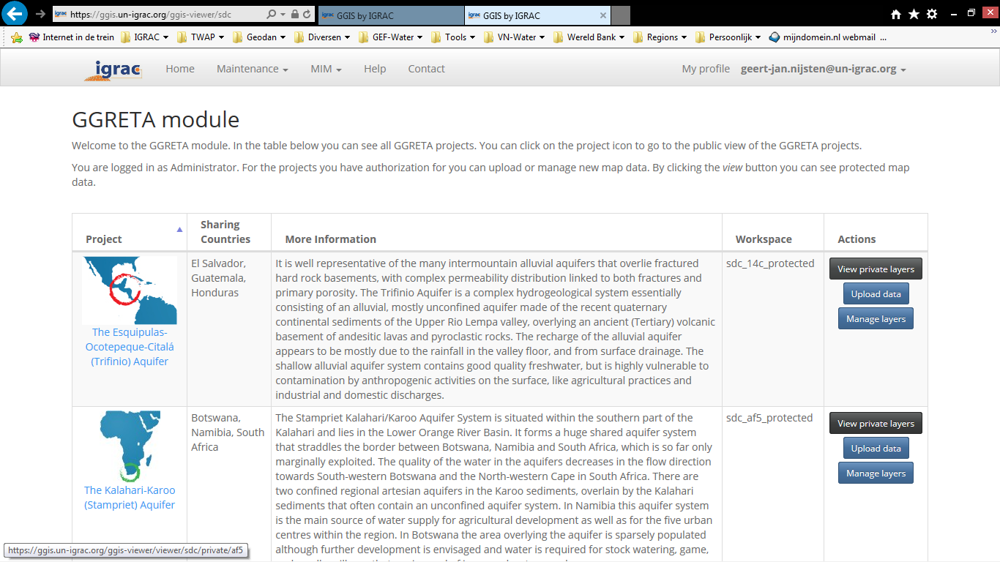 https://ggis.un-igrac.org/ggis-viewer/sdc
GGIS by IGRAC
GGIS by IGRAC
Internet in de trein IGRAC TWAP Geodan Diversen GEF-Water Tools VN-Water Wereld Bank Regions Persoonlijk mijndomein.nl webmail ...
igrac Home Maintenance MIM Help Contact My profile geert-jan.nijsten@un-igrac.org
GGRETA module
Welcome to the GGRETA module. In the table below you can see all GGRETA projects. You can click on the project icon to go to the public view of the GGRETA projects.
You are logged in as Administrator. For the projects you have authorization for you can upload or manage new map data. By clicking the view button you can see protected map
data.
Project
Sharing
Countries
More Information
Workspace
Actions
The Esquipulas-
Ocotepeque-Citalá
(Trifinio) Aquifer
El Salvador,
Guatemala,
Honduras
It is well representative of the many intermountain alluvial aquifers that overlie fractured
hard rock basements, with complex permeability distribution linked to both fractures and
primary porosity. The Trifinio Aquifer is a complex hydrogeological system essentially
consisting of an alluvial, mostly unconfined aquifer made of the recent quaternary
continental sediments of the Upper Rio Lempa valley, overlying an ancient (Tertiary) volcanic
basement of andesitic lavas and pyroclastic rocks. The recharge of the alluvial aquifer
appears to be mostly due to the rainfall in the valley floor, and from surface drainage. The
shallow alluvial aquifer system contains good quality freshwater, but is highly vulnerable to
contamination by anthropogenic activities on the surface, like agricultural practices and
industrial and domestic discharges.
sdc_14c_protected
View private layers
Upload data
Manage layers
The Kalahari-Karoo
(Stampriet) Aquifer
Botswana,
Namibia, South
Africa
The Stampriet Kalahari/Karoo Aquifer System is situated within the southern part of the
Kalahari and lies in the Lower Orange River Basin. It forms a huge shared aquifer system
that straddles the border between Botswana, Namibia and South Africa, which is so far only
marginally exploited. The quality of the water in the aquifers decreases in the flow direction
towards South-western Botswana and the North-western Cape in South Africa. There are
two confined regional artesian aquifers in the Karoo sediments, overlain by the Kalahari
sediments that often contain an unconfined aquifer system. In Namibia this aquifer system
is the main source of water supply for agricultural development as well as for the five urban
centres within the region. In Botswana the area overlying the aquifer is sparsely populated
although further development is envisaged and water is required for stock watering, game,
sdc_af5_protected
View private layers
Upload data
Manage layers
https://ggis.un-igrac.org/ggis-viewer/viewer/sdc/private/af5